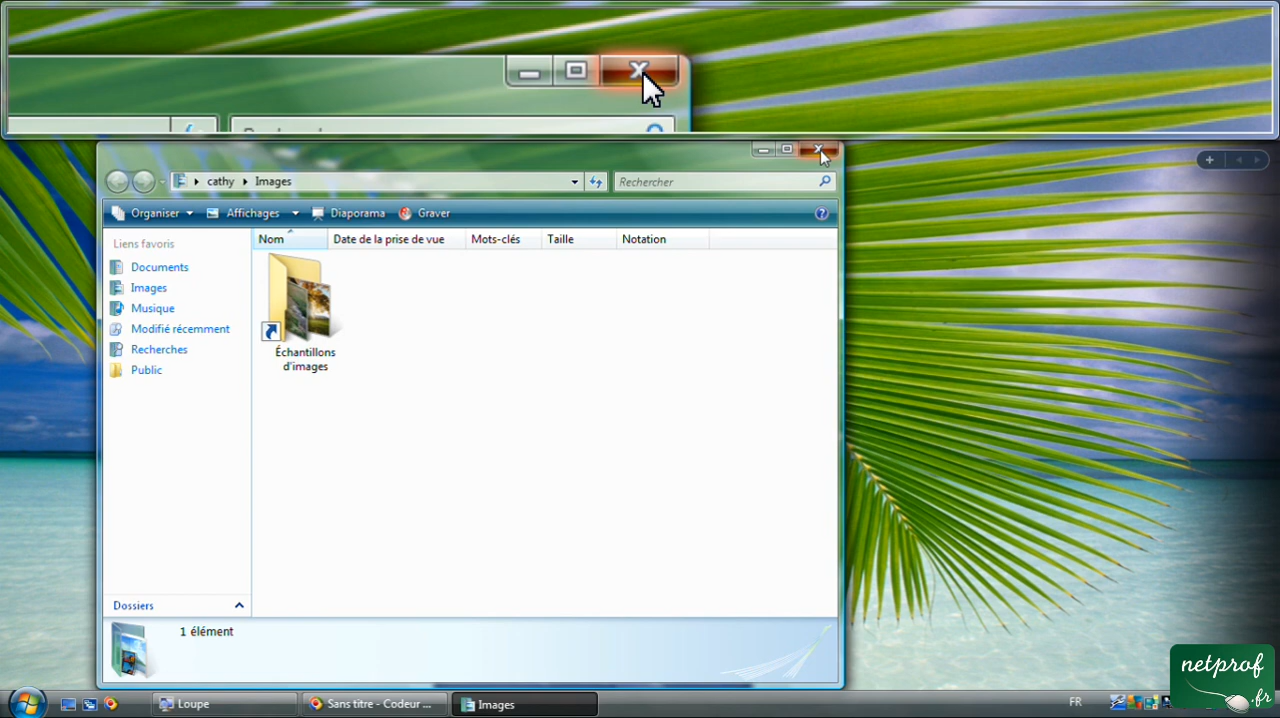 cathy Images
Rechercher
Organiser Affichages Diaporama Graver
Liens favoris
Documents
Images
Musique
Modifié récemment
Recherches
Public
Dossiers
Nom Date de la prise de vue Mots-clés Taille Notation
Échantillons
d'images
1 élément
netprof
.fr
Loupe Sans titre - Codeur ... Images FR